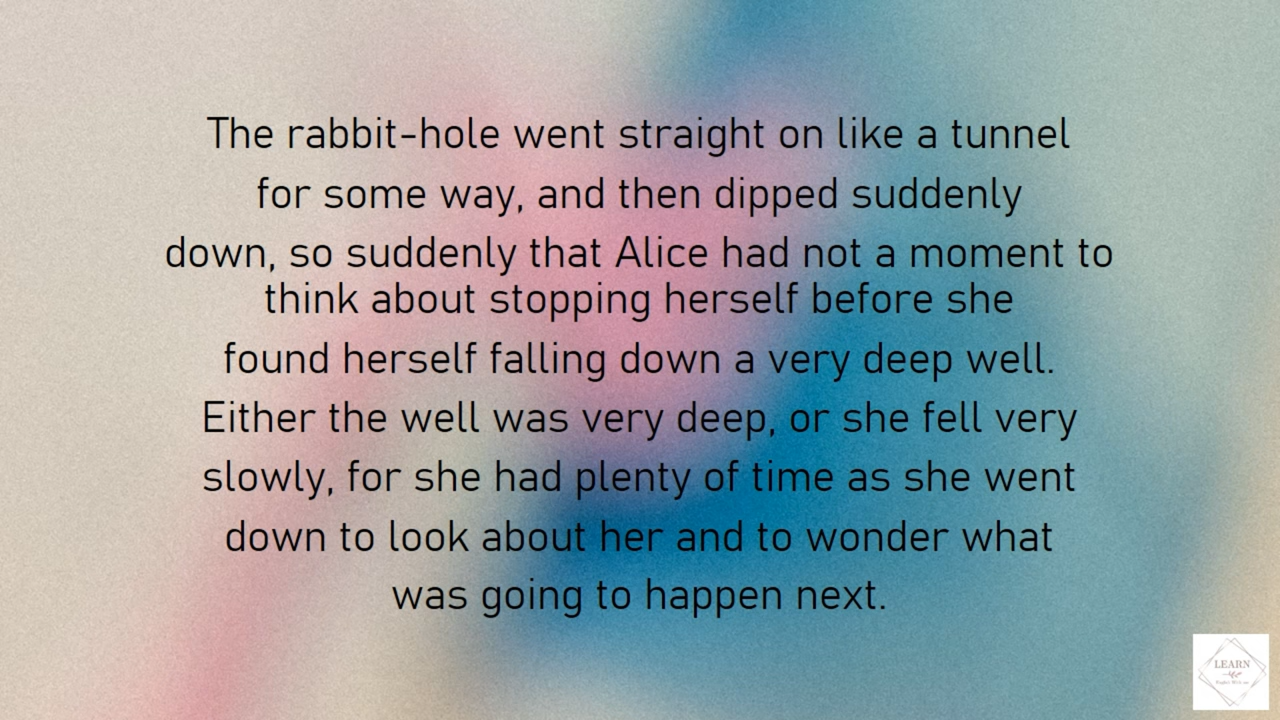 The rabbit-hole went straight on like a tunnel
for some way, and then dipped suddenly
down, so suddenly that Alice had not a moment to
think about stopping herself before she
found herself falling down a very deep well.
Either the well was very deep, or she fell very
slowly, for she had plenty of time as she went
down to look about her and to wonder what
was going to happen next.
LEARN